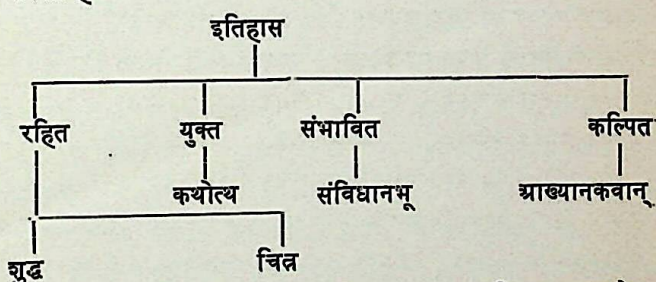 इतिहास
रहित युक्त संभावित कल्पित
कथोत्थ संविधानभू आख्यानकवान्
शुद्ध चित्र